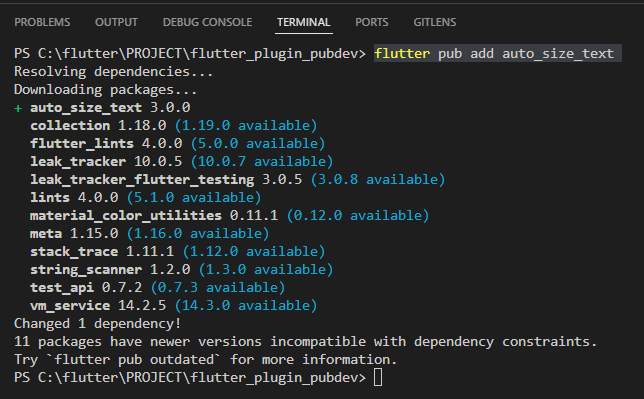 PROBLEMS OUTPUT DEBUG CONSOLE TERMINAL PORTS GITLENS
PS C:\flutter\PROJECT\flutter_plugin_pubdev> flutter pub add auto_size_text
Resolving dependencies...
Downloading packages...
+ auto_size_text 3.0.0
collection 1.18.0 (1.19.0 available)
flutter_lints 4.0.0 (5.0.0 available)
leak_tracker 10.0.5 (10.0.7 available)
leak_tracker_flutter_testing 3.0.5 (3.0.8 available)
lints 4.0.0 (5.1.0 available)
material_color_utilities 0.11.1 (0.12.0 available)
meta 1.15.0 (1.16.0 available)
stack_trace 1.11.1 (1.12.0 available)
string_scanner 1.2.0 (1.3.0 available)
test_api 0.7.2 (0.7.3 available)
vm_service 14.2.5 (14.3.0 available)
Changed 1 dependency!
11 packages have newer versions incompatible with dependency constraints.
Try `flutter pub outdated` for more information.
PS C:\flutter\PROJECT\flutter_plugin_pubdev>